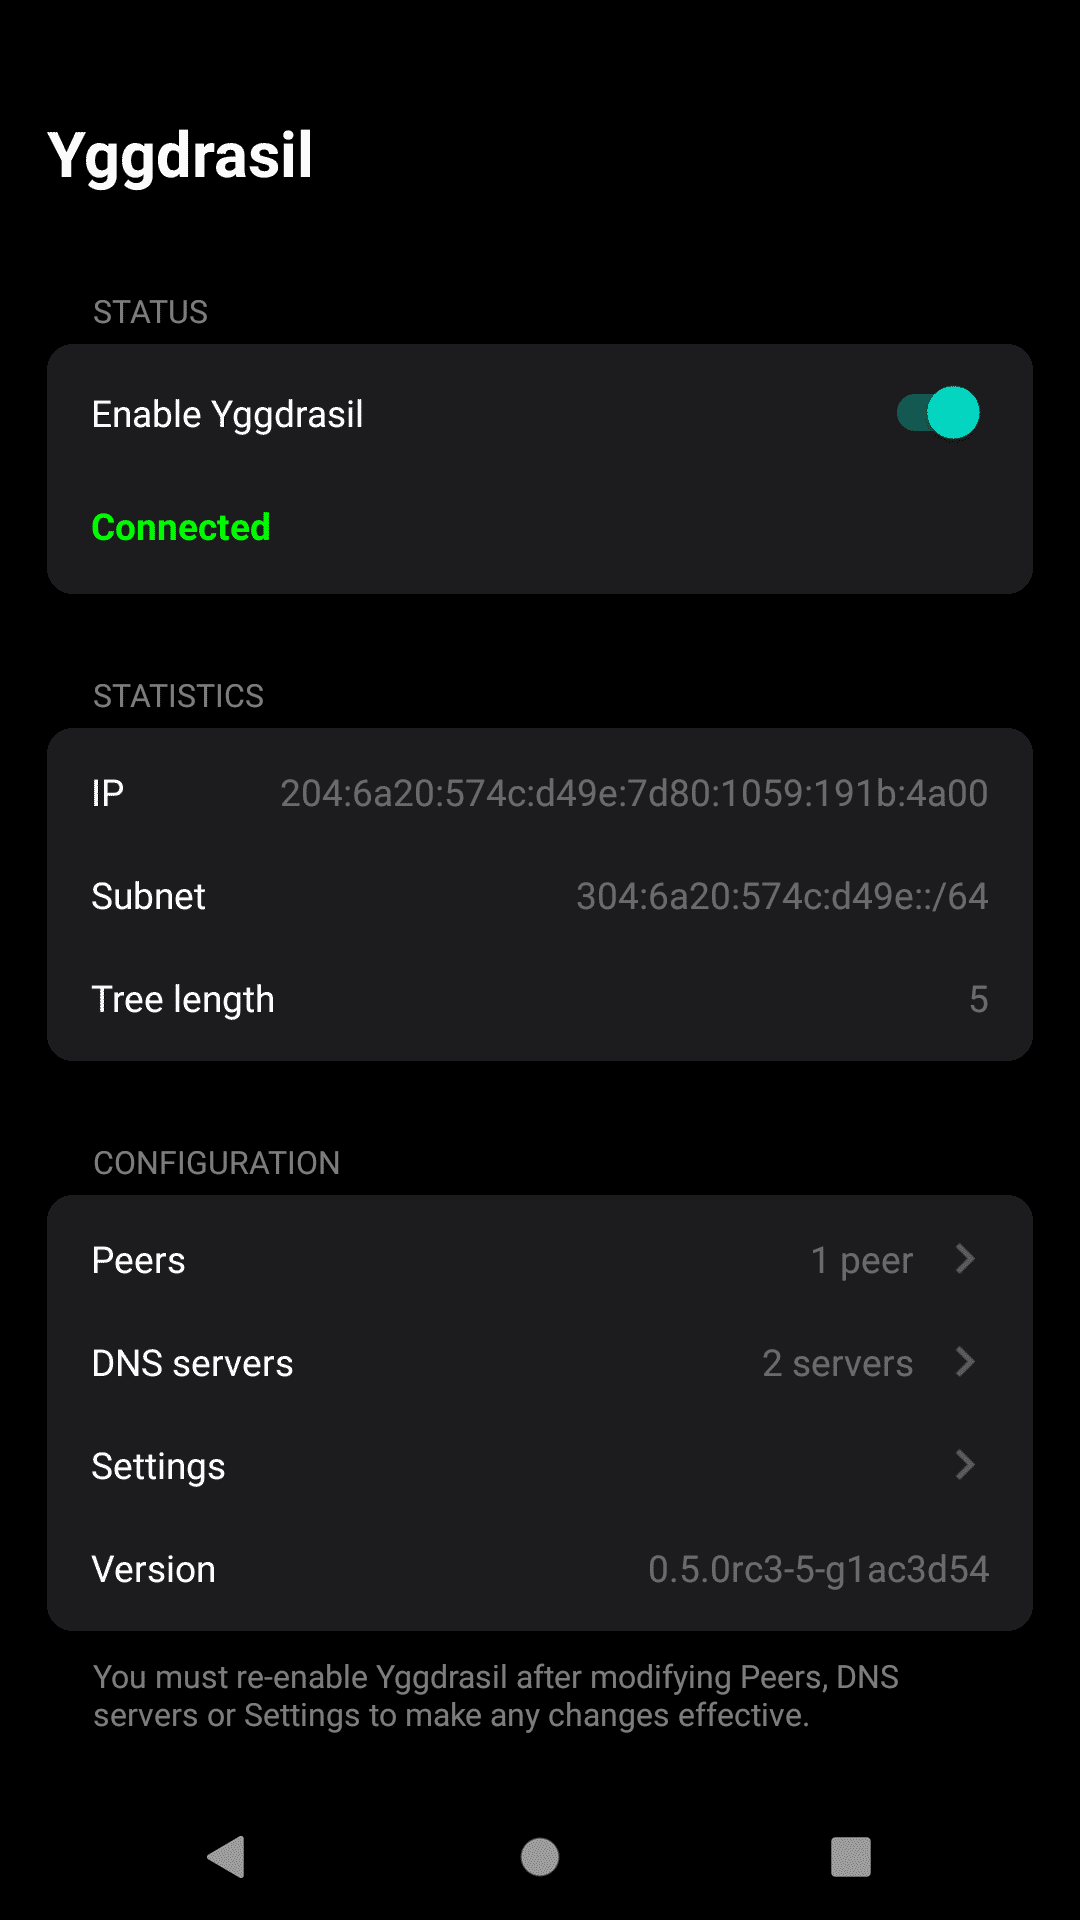 Yggdrasil
STATUS
Enable Yggdrasil
Connected
STATISTICS
IP 204:6a20:574c:d49e:7d80:1059:191b:4a00
Subnet 304:6a20:574c:d49e::/64
Tree length 5
CONFIGURATION
Peers 1 peer
DNS servers 2 servers
Settings
Version 0.5.0rc3-5-g1ac3d54
You must re-enable Yggdrasil after modifying Peers, DNS
servers or Settings to make any changes effective.